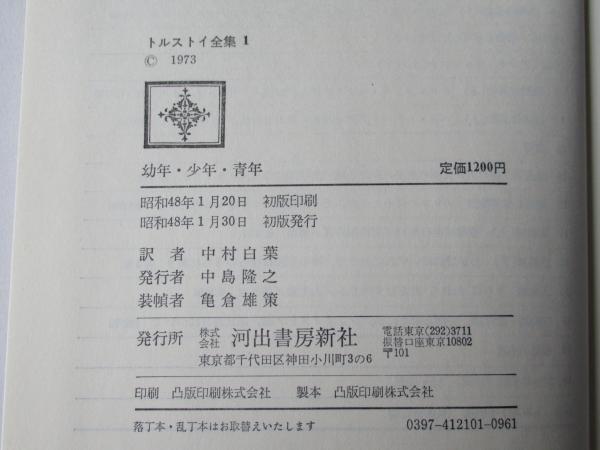 トルストイ全集 1
© 1973
幼年・少年・青年 定価1200円
昭和48年1月20日 初版印刷
昭和48年1月30日 初版発行
訳者 中村白葉
発行者 中島隆之
装幀者 亀倉雄策
発行所 株式会社 河出書房新社
東京都千代田区神田小川町3の6
電話東京(292)3711
振替口座東京10802
〒101
印刷 凸版印刷株式会社 製本 凸版印刷株式会社
落丁本・乱丁本はお取替えいたします 0397-412101-0961